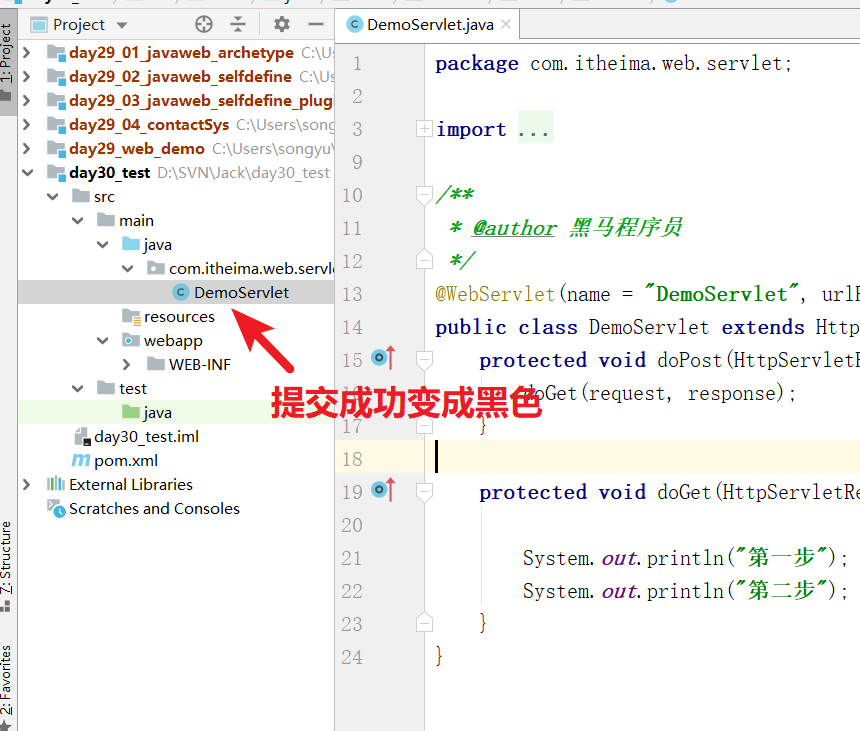 Project
DemoServlet.java
1: Project
day29_01_javaweb_archetype C:\Us
day29_02_javaweb_selfdefine C:\Us
day29_03_javaweb_selfdefine_plug
day29_04_contactSys C:\Users\song
day29_web_demo C:\Users\songyu\
day30_test D:\SVN\Jack\day30_test
src
main
java
com.itheima.web.servle
DemoServlet
resources
webapp
WEB-INF
test
java
day30_test.iml
pom.xml
External Libraries
Scratches and Consoles
7: Structure
2: Favorites
提交成功变成黑色
1 package com.itheima.web.servlet;
2
3 import ...
9
10 /**
11 * @author 黑马程序员
12 */
13 @WebServlet(name = "DemoServlet", urlP
14 public class DemoServlet extends Http
15 protected void doPost(HttpServletR
doGet(request, response);
17 }
18
19 protected void doGet(HttpServletRe
20
21 System.out.println("第一步");
22 System.out.println("第二步");
23 }
24 }